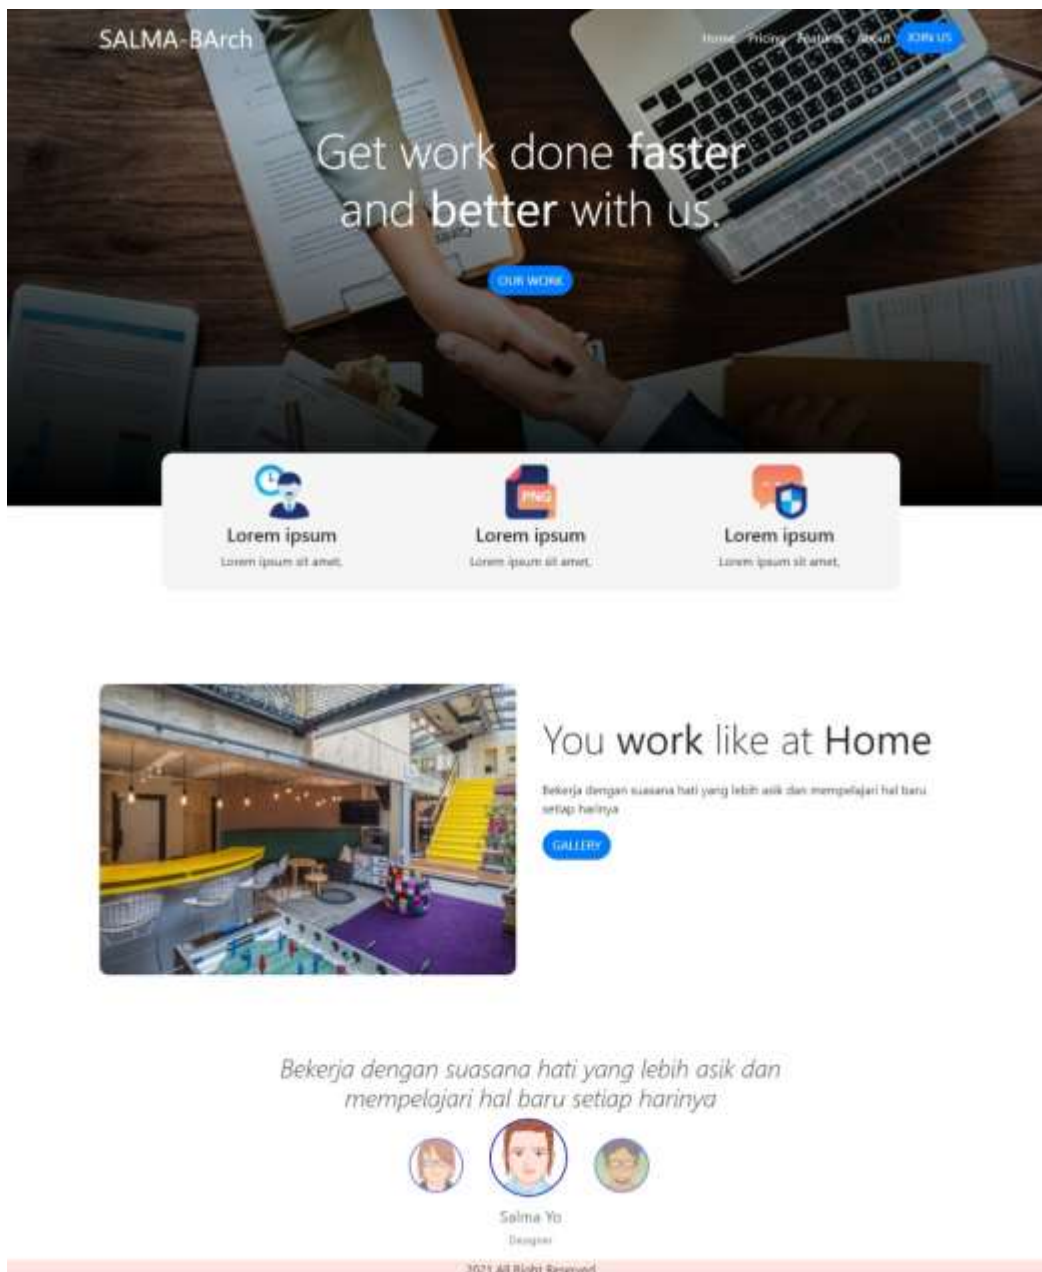 SALMA-BArch
Home Pricing Features About JOIN US
Get work done faster
and better with us.
OUR WORK
PNG
Lorem ipsum
Lorem ipsum sit amet,
Lorem ipsum
Lorem ipsum sit amet,
Lorem ipsum
Lorem ipsum sit amet,
You work like at Home
Bekerja dengan suasana hati yang lebih asik dan mempelajari hal baru
setiap harinya
GALLERY
Bekerja dengan suasana hati yang lebih asik dan
mempelajari hal baru setiap harinya
Salma Yo
Designer
2021 All Right Reserved